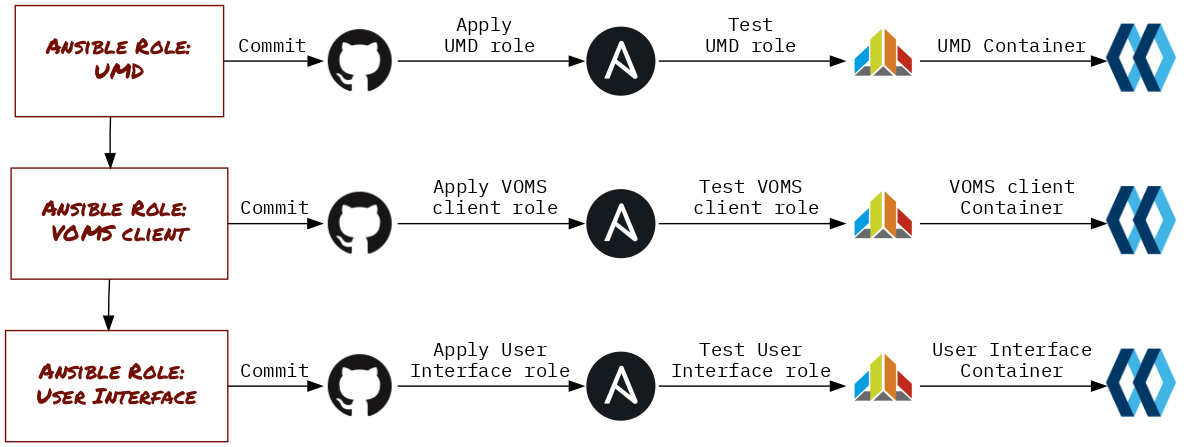 Ansible Role:
UMD
Commit
Apply
UMD role
Test
UMD role
UMD Container
Ansible Role:
VOMS client
Commit
Apply VOMS
client role
Test VOMS
client role
VOMS client
Container
Ansible Role:
User Interface
Commit
Apply User
Interface role
Test User
Interface role
User Interface
Container